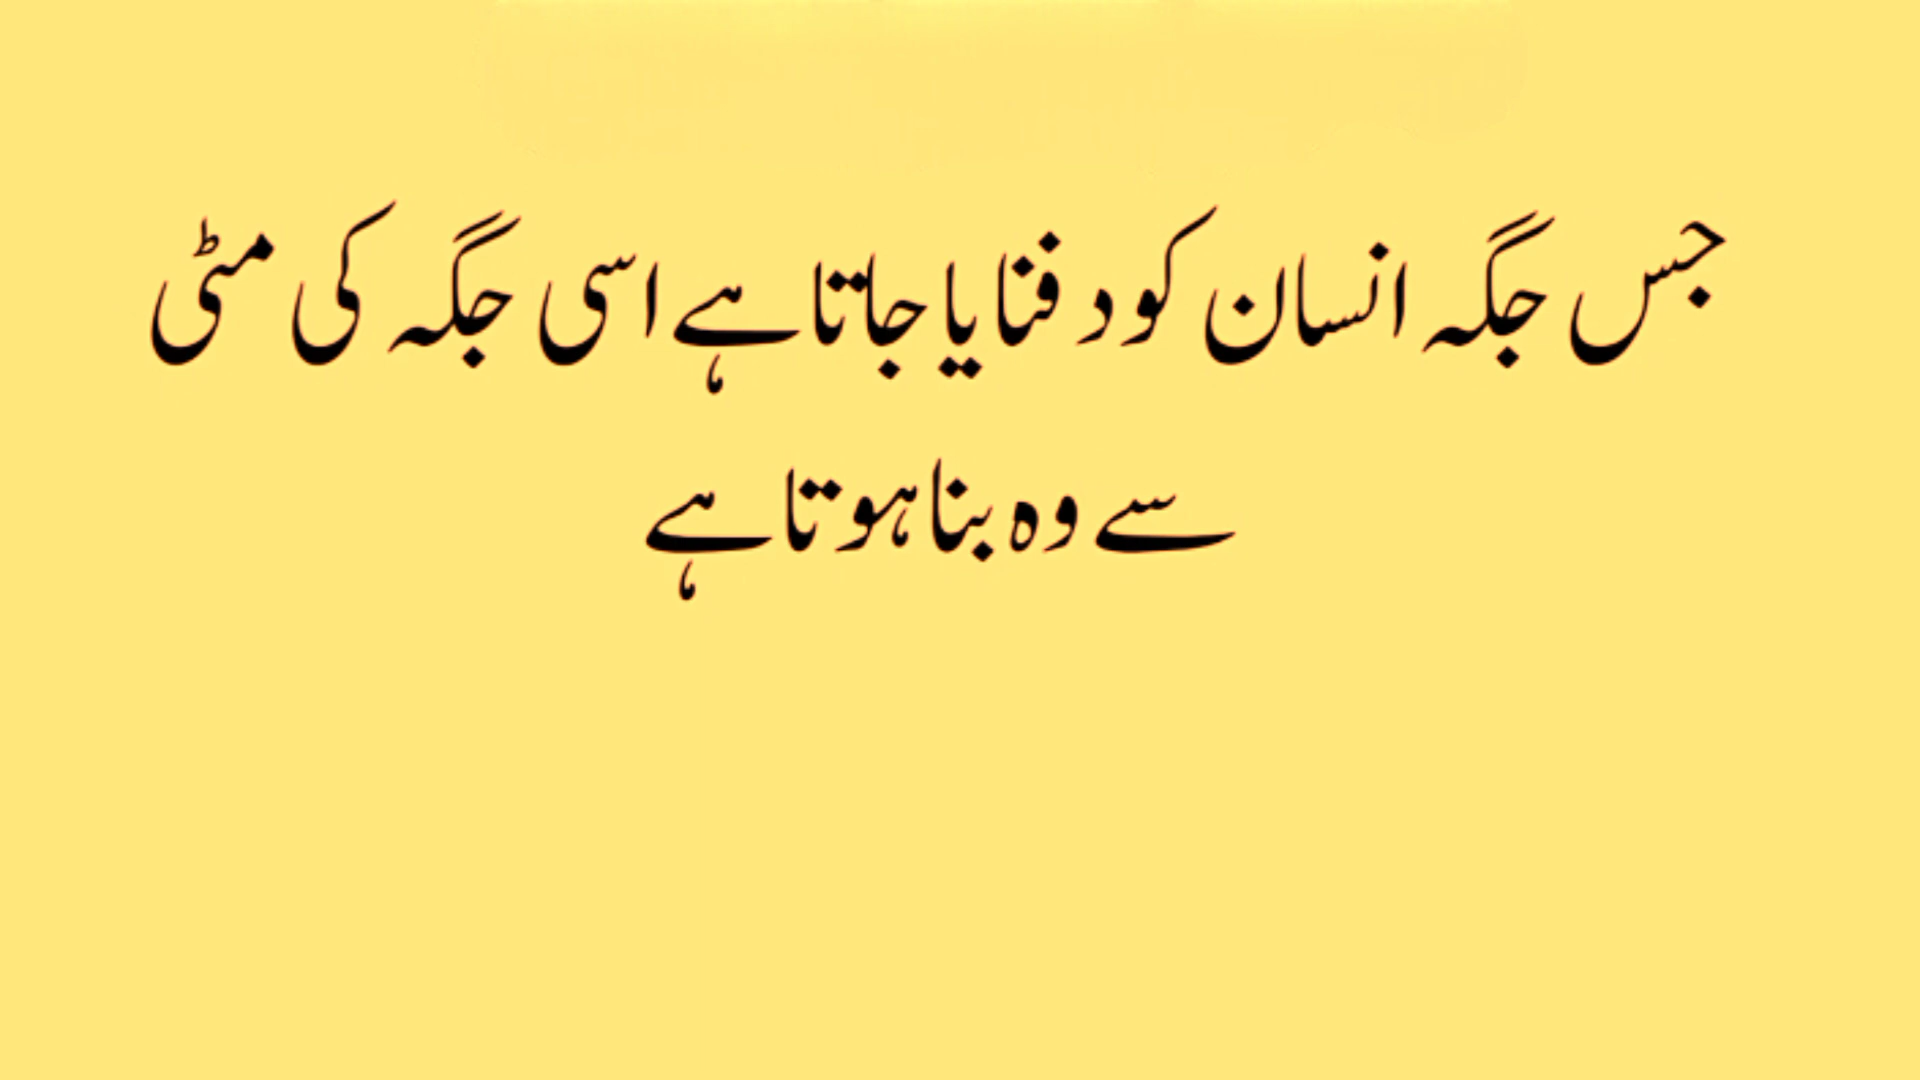 جس جگہ انسان کو دفنایا جاتا ہے اسی جگہ کی مٹی
سے وہ بنا ہوتا ہے